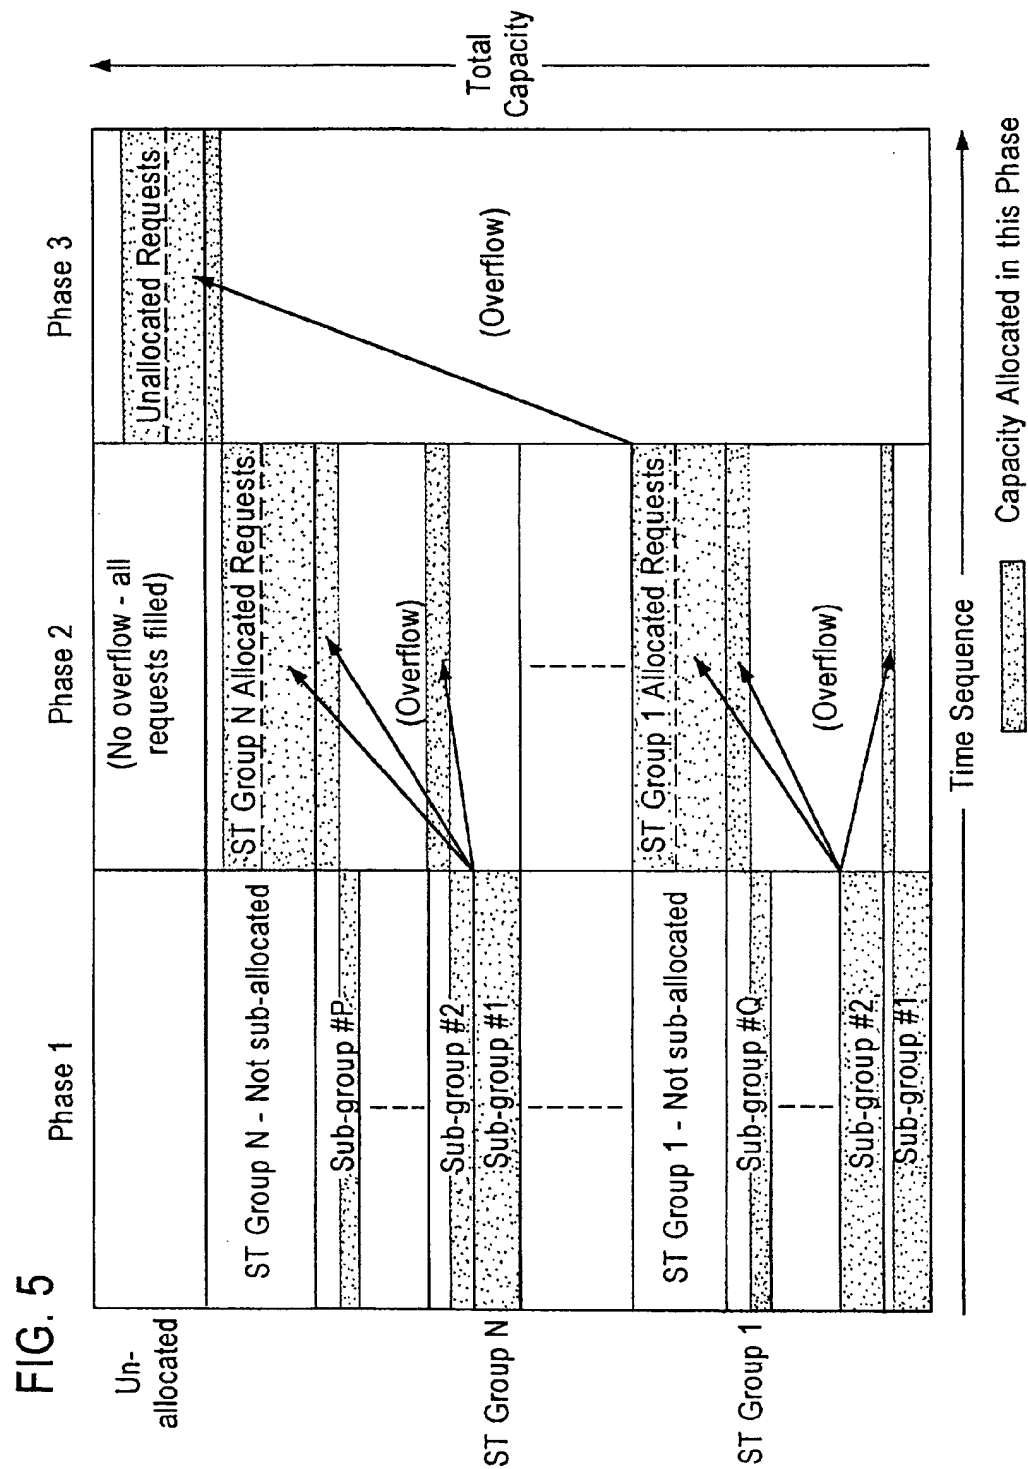 FIG. 5
Phase 1
Phase 2
Phase 3
Un-
allocated
(No overflow - all
requests filled)
Unallocated Requests
Total
Capacity
ST Group N - Not sub-allocated
ST Group N Allocated Requests
Sub-group #P
(Overflow)
(Overflow)
Sub-group #2
Sub-group #1
ST Group N
ST Group 1 - Not sub-allocated
ST Group 1 Allocated Requests
Sub-group #Q
ST Group 1
(Overflow)
Sub-group #2
Sub-group #1
Time Sequence
Capacity Allocated in this Phase